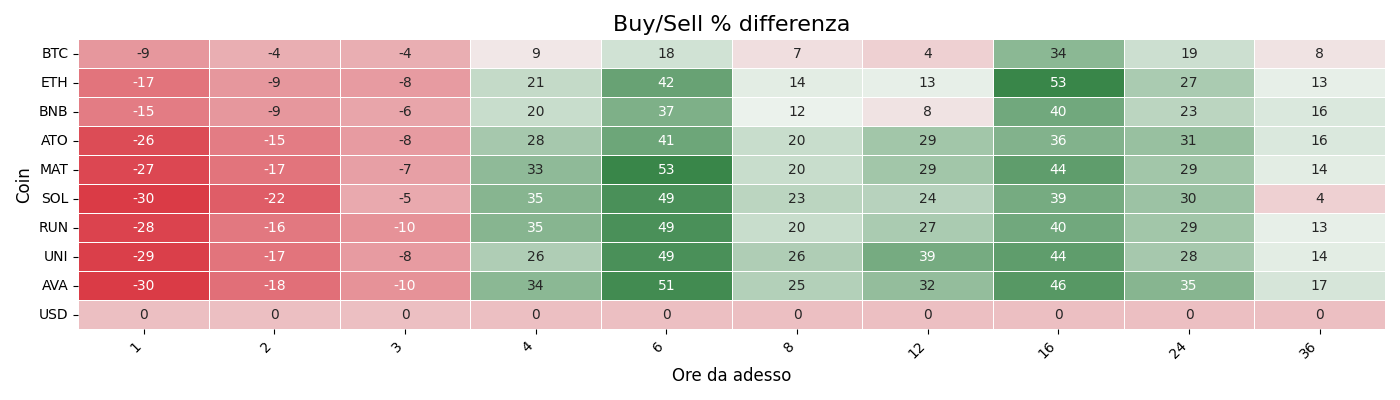 Buy/Sell % differenza
Coin
BTC -9 -4 -4 9 18 7 4 34 19 8
ETH -17 -9 -8 21 42 14 13 53 27 13
BNB -15 -9 -6 20 37 12 8 40 23 16
ATO -26 -15 -8 28 41 20 29 36 31 16
MAT -27 -17 -7 33 53 20 29 44 29 14
SOL -30 -22 -5 35 49 23 24 39 30 4
RUN -28 -16 -10 35 49 20 27 40 29 13
UNI -29 -17 -8 26 49 26 39 44 28 14
AVA -30 -18 -10 34 51 25 32 46 35 17
USD 0 0 0 0 0 0 0 0 0 0
1 2 3 4 6 8 12 16 24 36
Ore da adesso